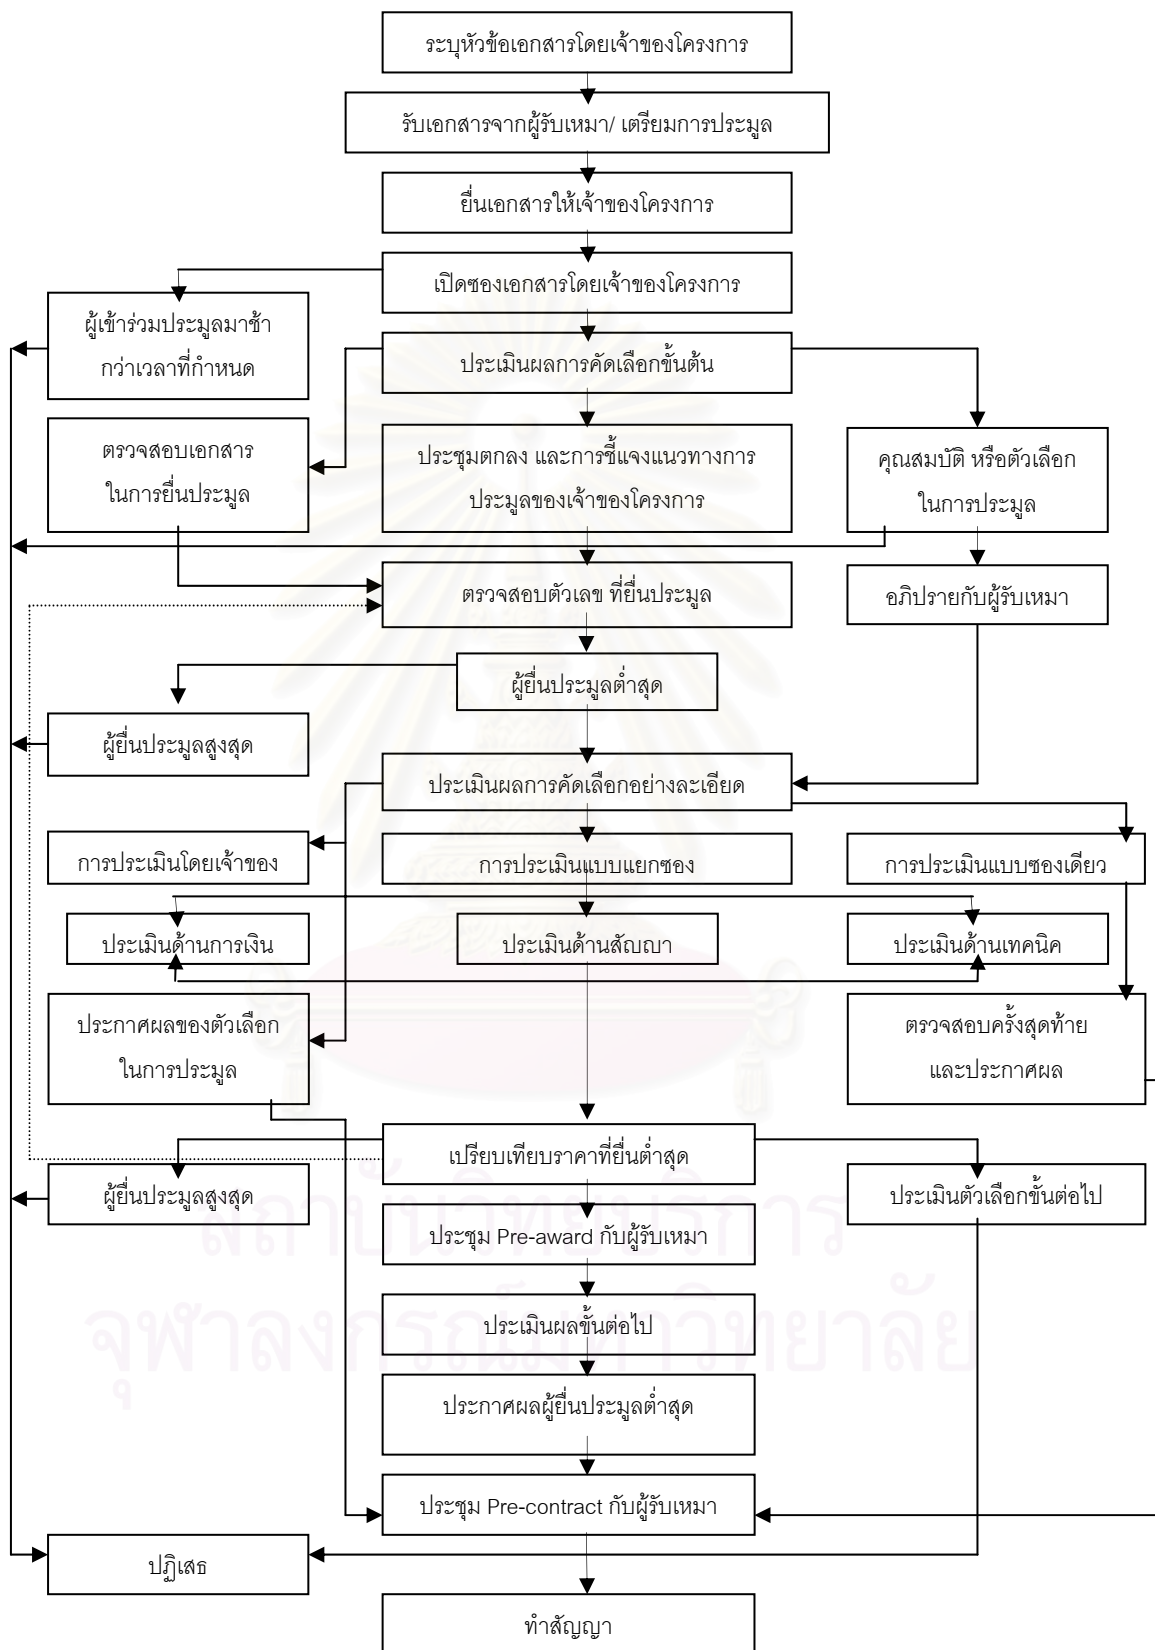 ระบุหัวข้อเอกสารโดยเจ้าของโครงการ
รับเอกสารจากผู้รับเหมา/ เตรียมการประมูล
ยื่นเอกสารให้เจ้าของโครงการ
เปิดซองเอกสารโดยเจ้าของโครงการ
ผู้เข้าร่วมประมูลมาช้า
กว่าเวลาที่กำหนด
ประเมินผลการคัดเลือกขั้นต้น
ตรวจสอบเอกสาร
ในการยื่นประมูล
ประชุมตกลง และการชี้แจงแนวทางการ
ประมูลของเจ้าของโครงการ
คุณสมบัติ หรือตัวเลือก
ในการประมูล
ตรวจสอบตัวเลข ที่ยื่นประมูล
อภิปรายกับผู้รับเหมา
ผู้ยื่นประมูลต่ำสุด
ผู้ยื่นประมูลสูงสุด
ประเมินผลการคัดเลือกอย่างละเอียด
การประเมินโดยเจ้าของ
การประเมินแบบแยกซอง
การประเมินแบบซองเดียว
ประเมินด้านการเงิน
ประเมินด้านสัญญา
ประเมินด้านเทคนิค
ประกาศผลของตัวเลือก
ในการประมูล
ตรวจสอบครั้งสุดท้าย
และประกาศผล
เปรียบเทียบราคาที่ยื่นต่ำสุด
ผู้ยื่นประมูลสูงสุด
ประเมินตัวเลือกขั้นต่อไป
ประชุม Pre-award กับผู้รับเหมา
ประเมินผลขั้นต่อไป
ประกาศผลผู้ยื่นประมูลต่ำสุด
ประชุม Pre-contract กับผู้รับเหมา
ปฏิเสธ
ทำสัญญา
สถาบันวิทยบริการ
จุฬาลงกรณ์มหาวิทยาลัย